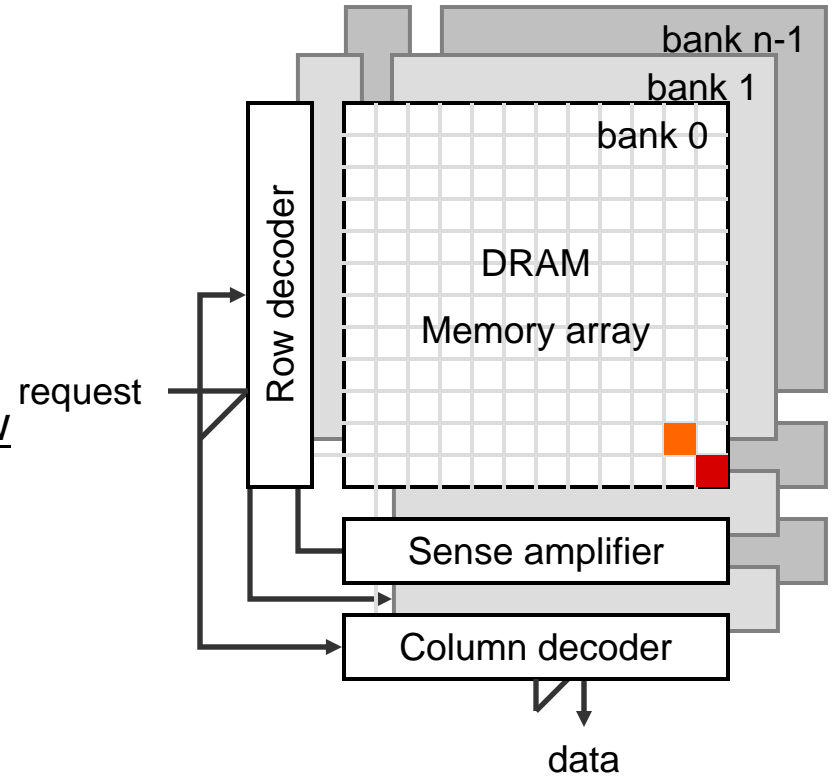 bank n-1
bank 1
bank 0
Row decoder
DRAM
Memory array
request
Sense amplifier
Column decoder
data